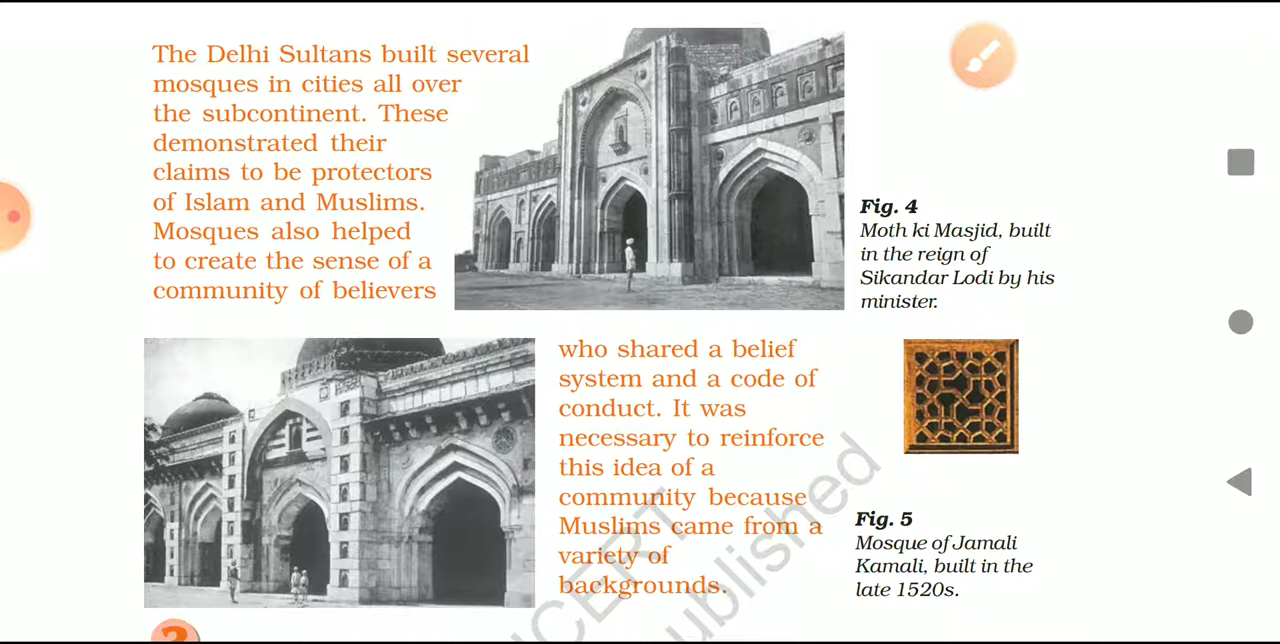 The Delhi Sultans built several
mosques in cities all over
the subcontinent. These
demonstrated their
claims to be protectors
of Islam and Muslims.
Mosques also helped
to create the sense of a
community of believers
Fig. 4
Moth ki Masjid, built
in the reign of
Sikandar Lodi by his
minister.
who shared a belief
system and a code of
conduct. It was
necessary to reinforce
this idea of a
community because
Muslims came from a
variety of
backgrounds.
Fig. 5
Mosque of Jamali
Kamali, built in the
late 1520s.